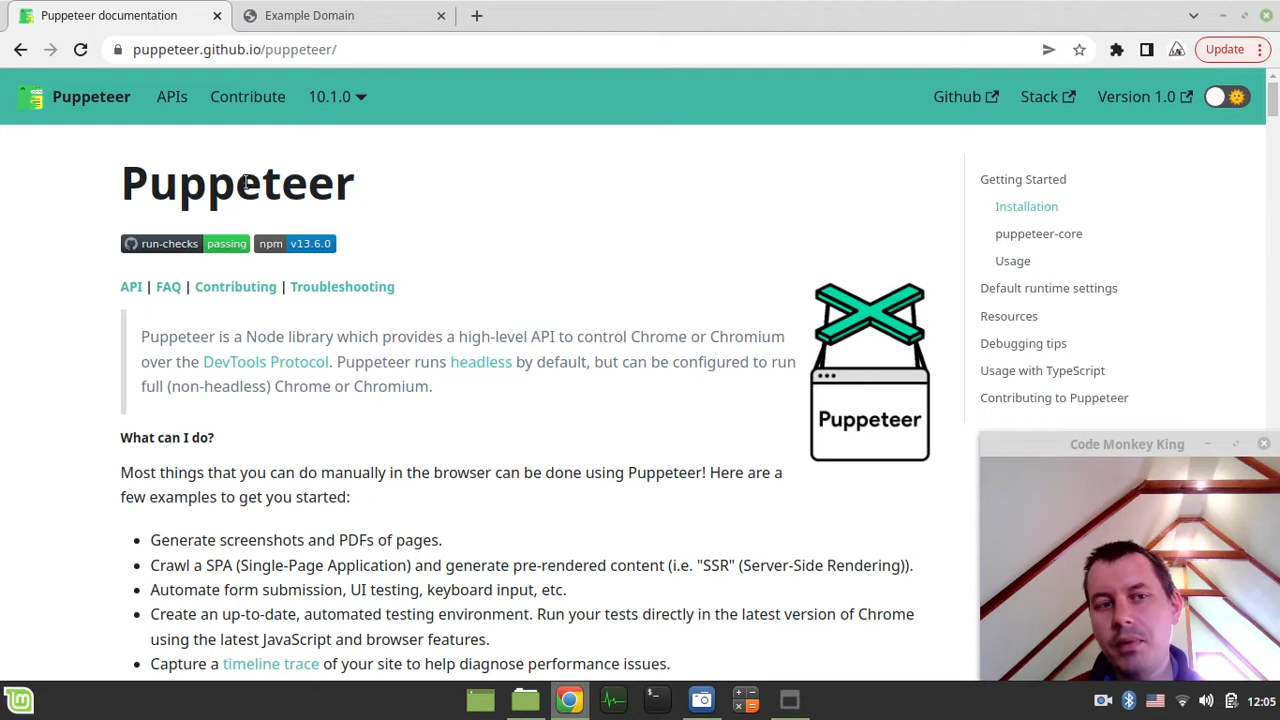 Puppeteer documentation
Example Domain
puppeteer.github.io/puppeteer/
Update
Puppeteer APIs Contribute 10.1.0 Github Stack Version 1.0
Puppeteer
run-checks passing npm v13.6.0
API | FAQ | Contributing | Troubleshooting
Puppeteer is a Node library which provides a high-level API to control Chrome or Chromium
over the DevTools Protocol. Puppeteer runs headless by default, but can be configured to run
full (non-headless) Chrome or Chromium.
Puppeteer
What can I do?
Most things that you can do manually in the browser can be done using Puppeteer! Here are a
few examples to get you started:
Generate screenshots and PDFs of pages.
Crawl a SPA (Single-Page Application) and generate pre-rendered content (i.e. "SSR" (Server-Side Rendering)).
Automate form submission, UI testing, keyboard input, etc.
Create an up-to-date, automated testing environment. Run your tests directly in the latest version of Chrome
using the latest JavaScript and browser features.
Capture a timeline trace of your site to help diagnose performance issues.
Getting Started
Installation
puppeteer-core
Usage
Default runtime settings
Resources
Debugging tips
Usage with TypeScript
Contributing to Puppeteer
Code Monkey King
12:05